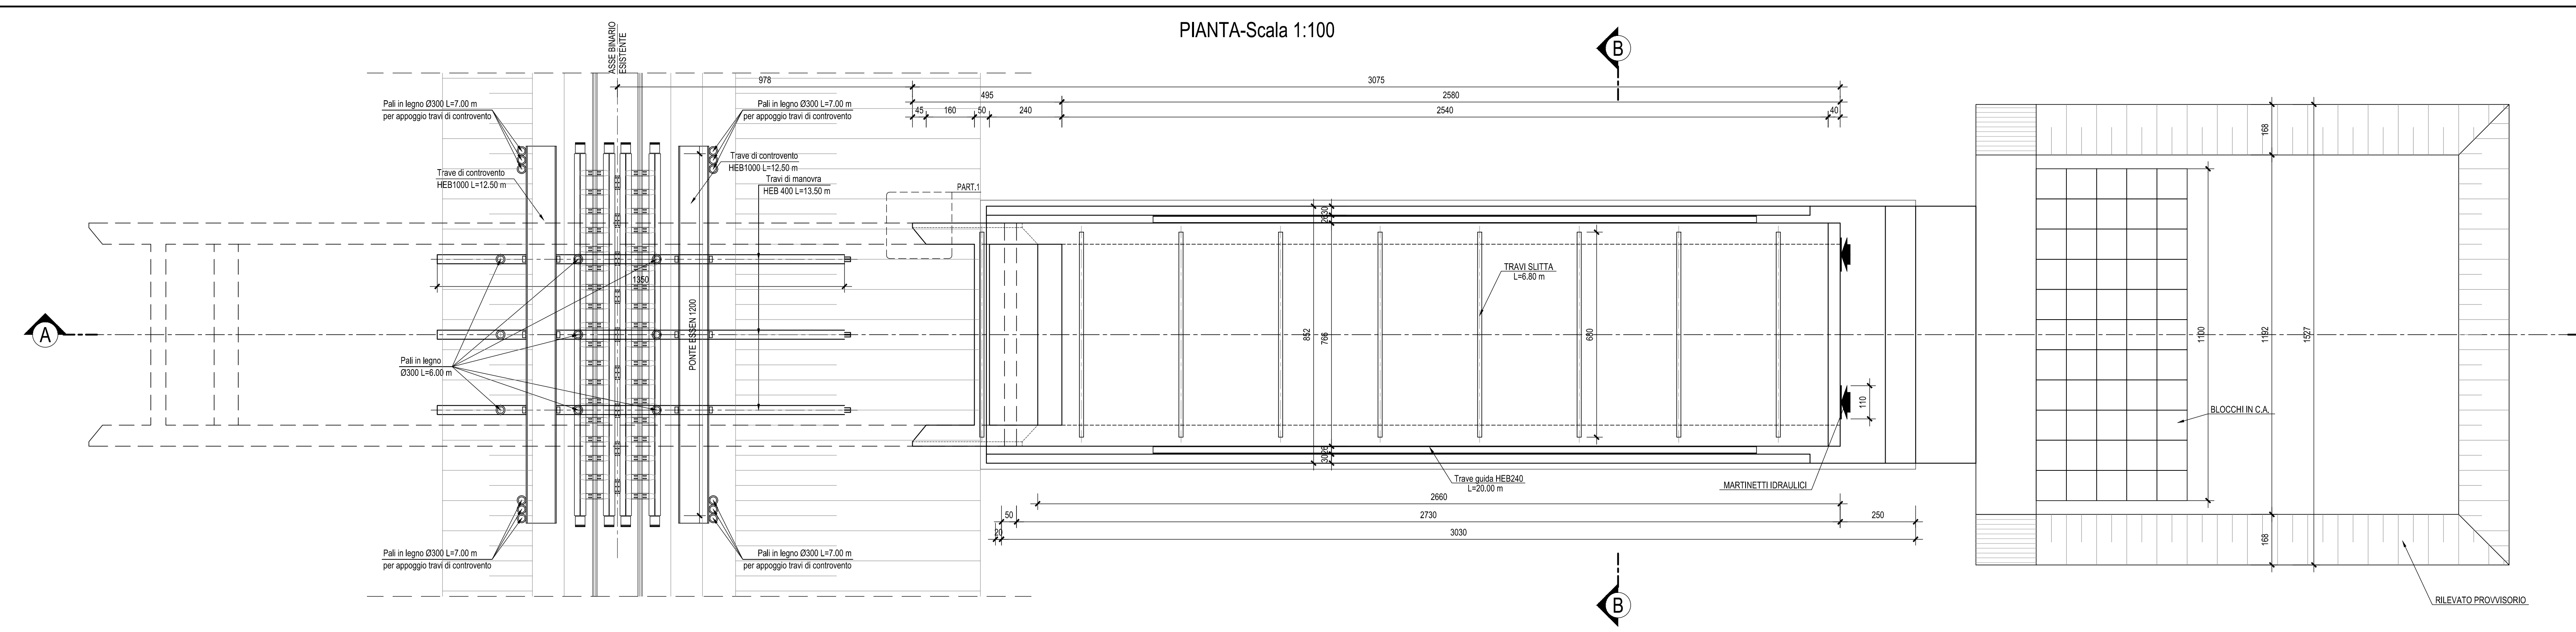 PIANTA-Scala 1:100
B
ASSE BINARIO
ESISTENTE
978
3075
495
2580
45
160
50
240
2540
40
Pali in legno Ø300 L=7.00 m
per appoggio travi di controvento
Pali in legno Ø300 L=7.00 m
per appoggio travi di controvento
Trave di controvento
HEB1000 L=12.50 m
Trave di controvento
HEB1000 L=12.50 m
Travi di manovra
HEB 400 L=13.50 m
PART.1
168
2630
TRAVI SLITTA
L=6.80 m
1350
A
PONTE ESSEN 1200
852
766
680
1100
1192
1527
Pali in legno
Ø300 L=6.00 m
110
BLOCCHI IN C.A.
3026
Trave guida HEB240
L=20.00 m
MARTINETTI IDRAULICI
2660
50
2730
250
20
3030
168
Pali in legno Ø300 L=7.00 m
per appoggio travi di controvento
Pali in legno Ø300 L=7.00 m
per appoggio travi di controvento
B
RILEVATO PROVVISORIO